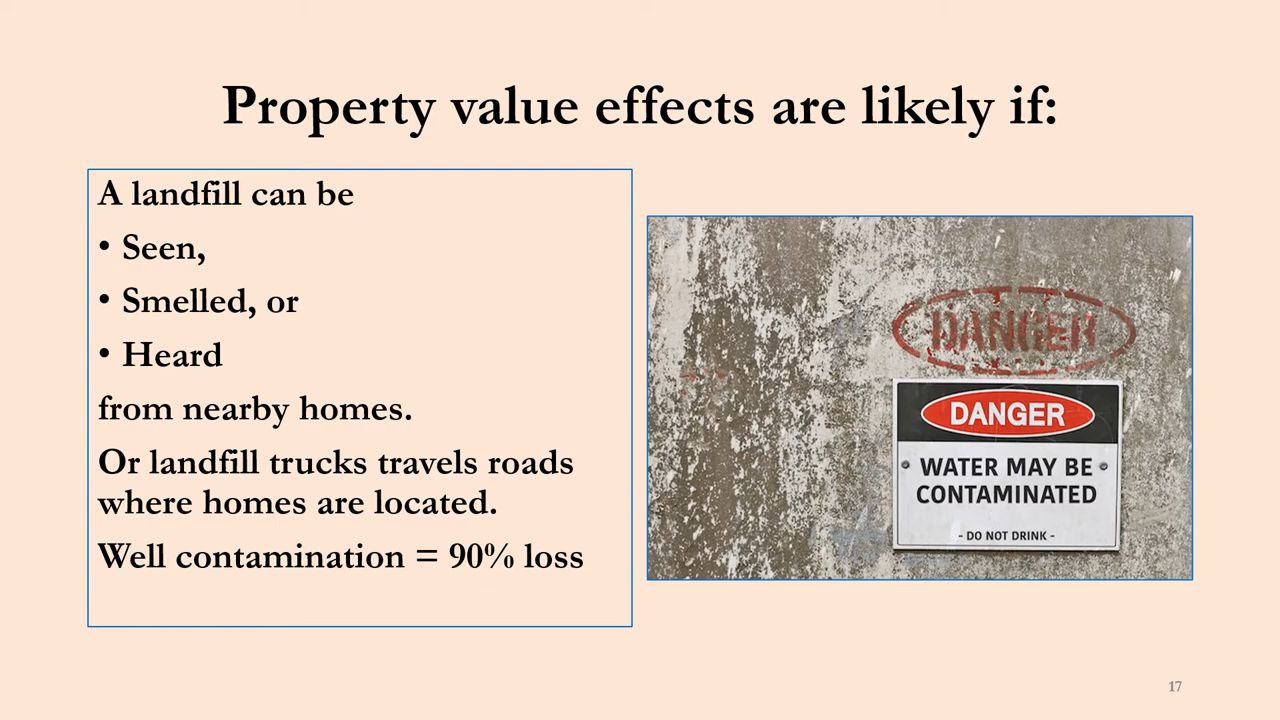 Property value effects are likely if:
A landfill can be
• Seen,
• Smelled, or
• Heard
from nearby homes.
Or landfill trucks travels roads
where homes are located.
Well contamination = 90% loss
DANGER
DANGER
WATER MAY BE
CONTAMINATED
- DO NOT DRINK -
17